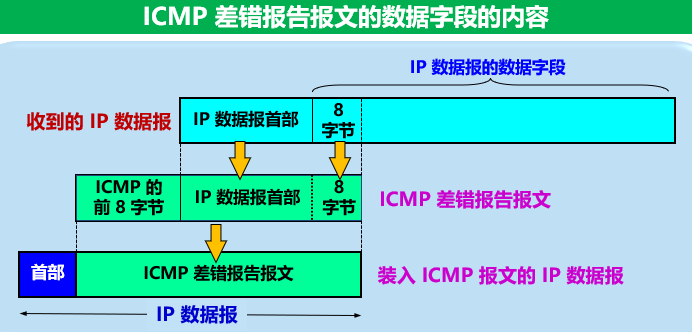 ICMP 差错报告报文的数据字段的内容
IP 数据报的数据字段
收到的 IP 数据报
IP 数据报首部
8
字节
ICMP 的
前 8 字节
IP 数据报首部
8
字节
ICMP 差错报告报文
首部
ICMP 差错报告报文
装入 ICMP 报文的 IP 数据报
IP 数据报